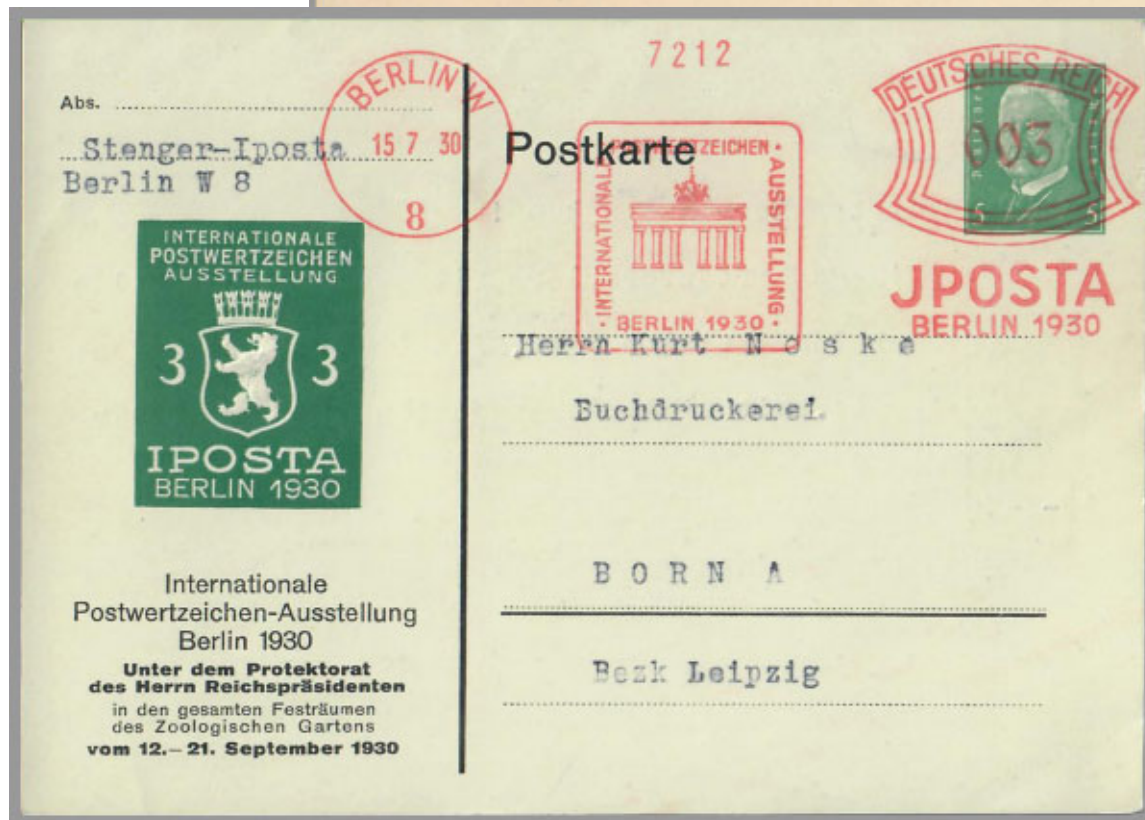 Abs.
Stenger-Iposta
Berlin W 8
BERLIN W
15 7 30
8
7212
Postkarte
INTERNATIONALE
POSTWERTZEICHEN
AUSSTELLUNG
BERLIN 1930
DEUTSCHES REICH
003
5 5
JPOSTA
BERLIN 1930
INTERNATIONALE
POSTWERTZEICHEN
AUSSTELLUNG
3 3
IPOSTA
BERLIN 1930
Internationale
Postwertzeichen-Ausstellung
Berlin 1930
Unter dem Protektorat
des Herrn Reichspräsidenten
in den gesamten Festräumen
des Zoologischen Gartens
vom 12.–21. September 1930
Herrn Kurt N o s k e
Buchdruckerei.
B O R N A
Bezk Leipzig